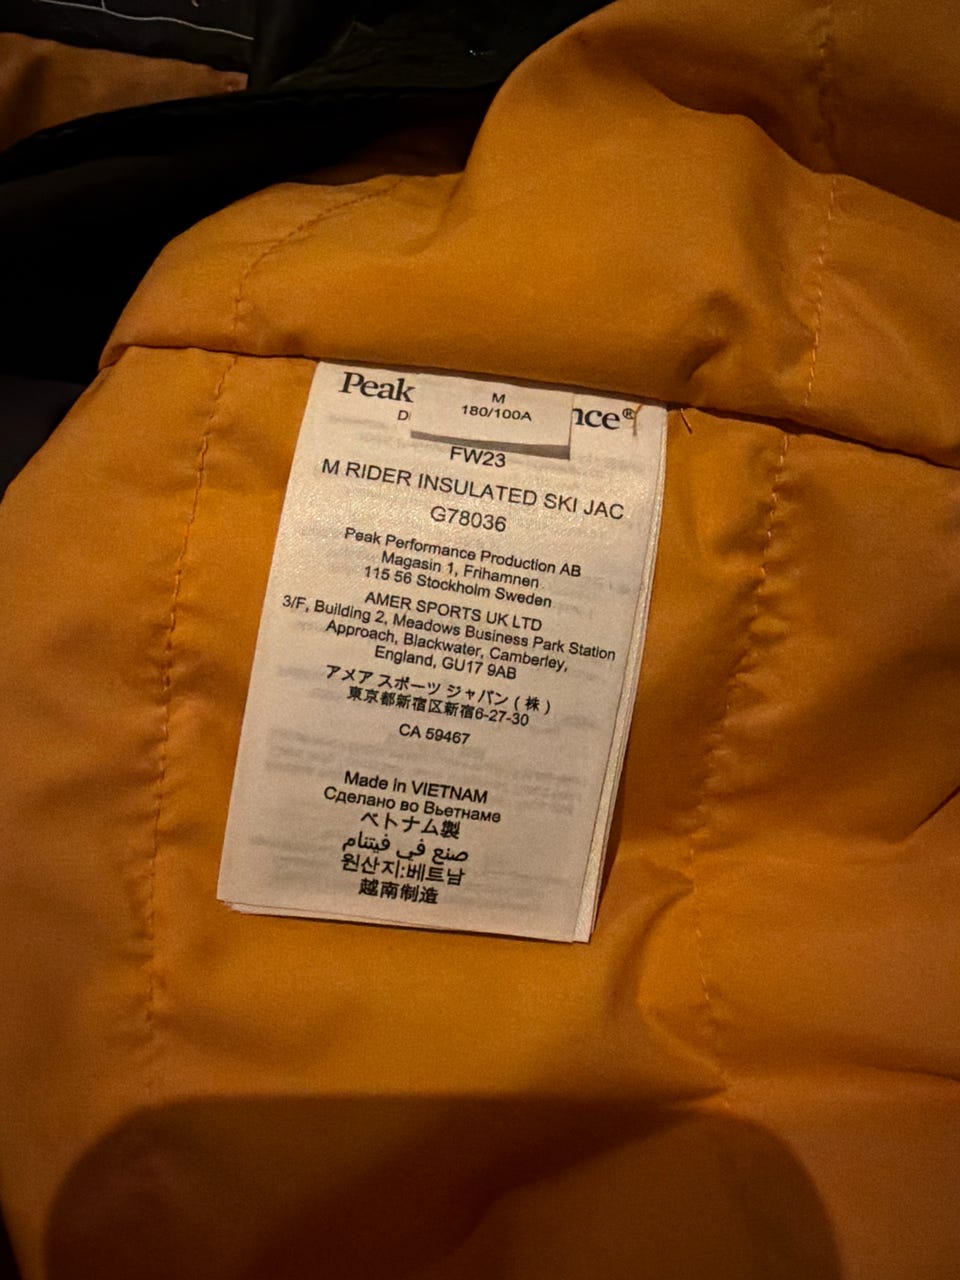 Peak nce®
M
180/100A
FW23
M RIDER INSULATED SKI JAC
G78036
Peak Performance Production AB
Magasin 1, Frihamnen
115 56 Stockholm Sweden
AMER SPORTS UK LTD
3/F, Building 2, Meadows Business Park Station
Approach, Blackwater, Camberley,
England, GU17 9AB
アメア スポーツ ジャパン ( 株 )
東京都新宿区新宿6-27-30
CA 59467
Made in VIETNAM
Сделано во Вьетнаме
ベトナム製
صنع في فيتنام
원산지:베트남
越南制造